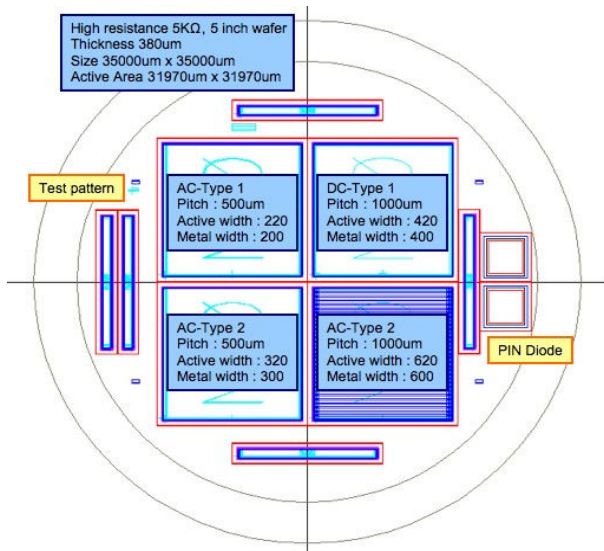 High resistance 5KΩ, 5 inch wafer
Thickness 380um
Size 35000um x 35000um
Active Area 31970um x 31970um
Test pattern
AC-Type 1
Pitch : 500um
Active width : 220
Metal width : 200
DC-Type 1
Pitch : 1000um
Active width : 420
Metal width : 400
AC-Type 2
Pitch : 500um
Active width : 320
Metal width : 300
AC-Type 2
Pitch : 1000um
Active width : 620
Metal width : 600
PIN Diode